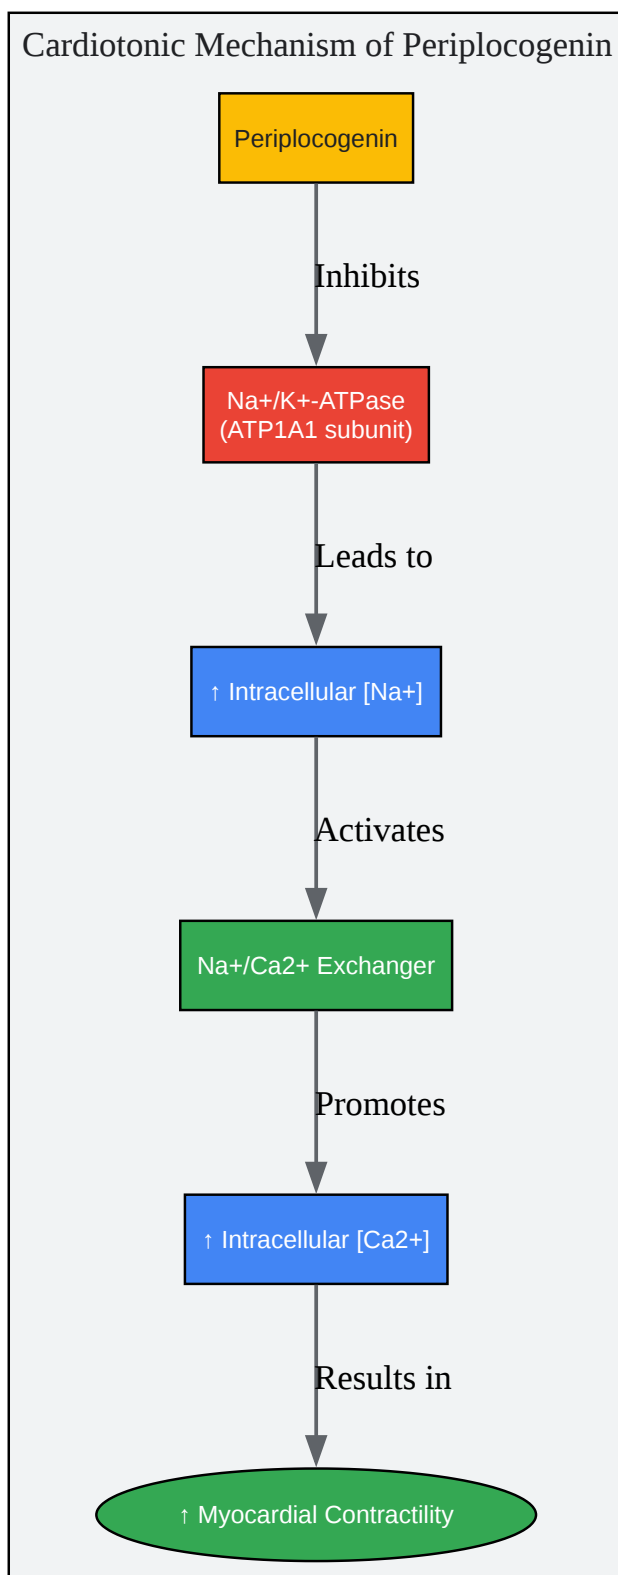 Cardiotonic Mechanism of Periplocogenin
Periplocogenin
Inhibits
Na+/K+-ATPase
(ATP1A1 subunit)
Leads to
↑ Intracellular [Na+]
Activates
Na+/Ca2+ Exchanger
Promotes
↑ Intracellular [Ca2+]
Results in
↑ Myocardial Contractility